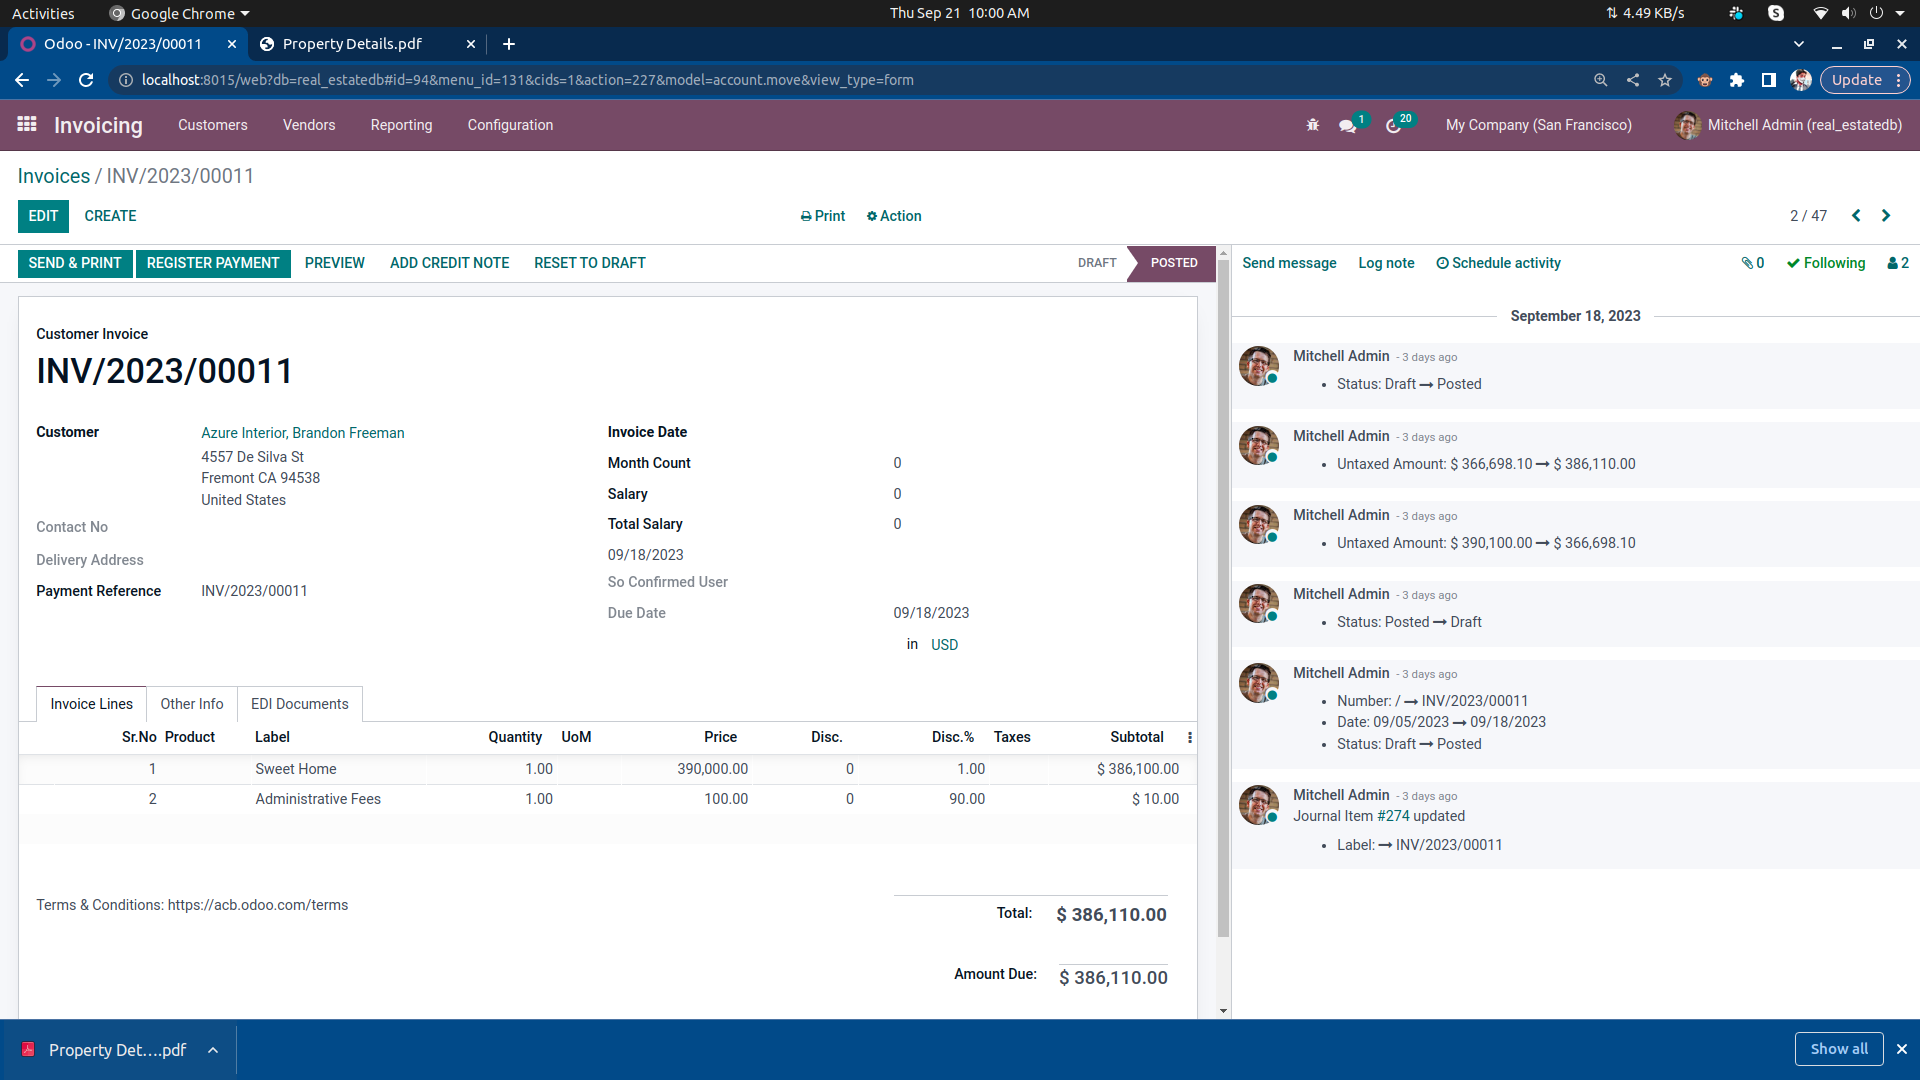 Activities
Google Chrome
Thu Sep 21 10:00 AM
4.49 KB/s
Odoo - INV/2023/00011
Property Details.pdf
localhost:8015/web?db=real_estatedb#id=94&menu_id=131&cids=1&action=227&model=account.move&view_type=form
Update
Invoicing
Customers
Vendors
Reporting
Configuration
1
20
My Company (San Francisco)
Mitchell Admin (real_estatedb)
Invoices / INV/2023/00011
EDIT
CREATE
Print
Action
2 / 47
SEND & PRINT
REGISTER PAYMENT
PREVIEW
ADD CREDIT NOTE
RESET TO DRAFT
DRAFT
POSTED
Send message
Log note
Schedule activity
0
Following
2
Customer Invoice
INV/2023/00011
Customer
Azure Interior, Brandon Freeman
4557 De Silva St
Fremont CA 94538
United States
Contact No
Delivery Address
Payment Reference INV/2023/00011
Invoice Date
Month Count 0
Salary 0
Total Salary 0
09/18/2023
So Confirmed User
Due Date 09/18/2023
in USD
Invoice Lines
Other Info
EDI Documents
Sr.No Product Label Quantity UoM Price Disc. Disc.% Taxes Subtotal
1 Sweet Home 1.00 390,000.00 0 1.00 $ 386,100.00
2 Administrative Fees 1.00 100.00 0 90.00 $ 10.00
Terms & Conditions: https://acb.odoo.com/terms
Total: $ 386,110.00
Amount Due: $ 386,110.00
September 18, 2023
Mitchell Admin - 3 days ago
• Status: Draft → Posted
Mitchell Admin - 3 days ago
• Untaxed Amount: $ 366,698.10 → $ 386,110.00
Mitchell Admin - 3 days ago
• Untaxed Amount: $ 390,100.00 → $ 366,698.10
Mitchell Admin - 3 days ago
• Status: Posted → Draft
Mitchell Admin - 3 days ago
• Number: / → INV/2023/00011
• Date: 09/05/2023 → 09/18/2023
• Status: Draft → Posted
Mitchell Admin - 3 days ago
Journal Item #274 updated
• Label: → INV/2023/00011
Property Det....pdf
Show all